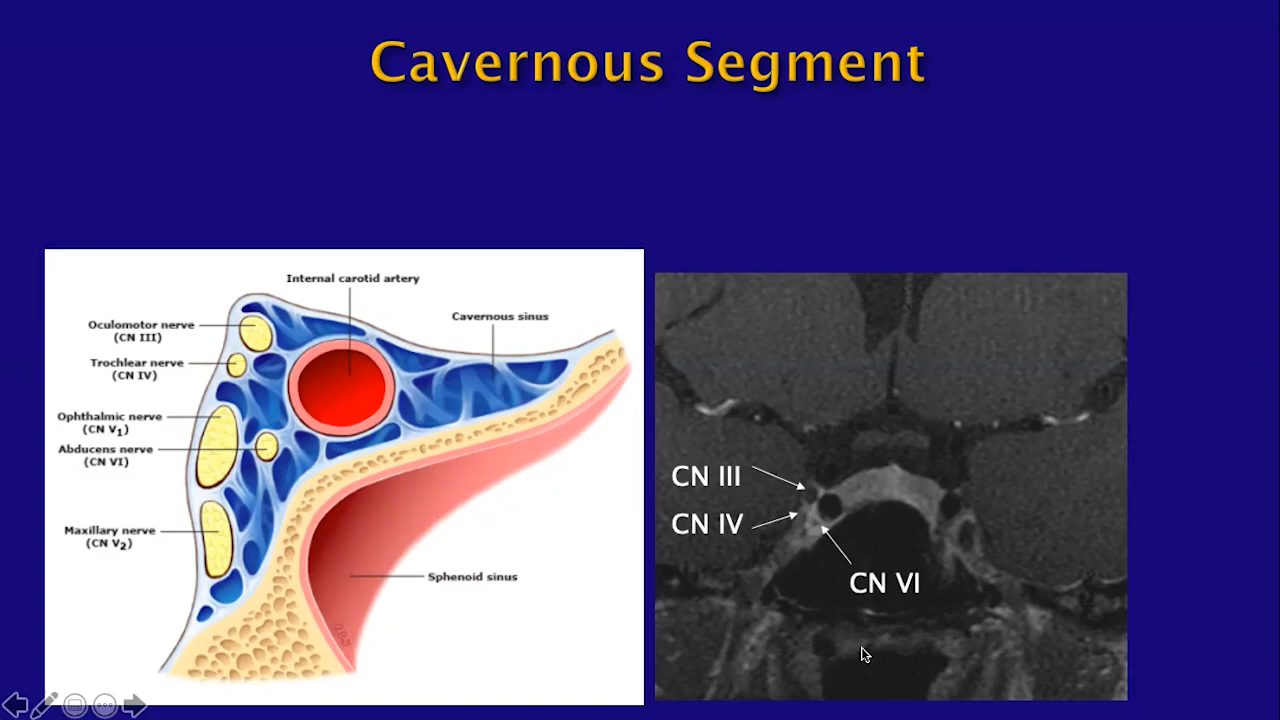 Cavernous Segment
Internal carotid artery
Cavernous sinus
Oculomotor nerve
(CN III)
Trochlear nerve
(CN IV)
Ophthalmic nerve
(CN V1)
Abducens nerve
(CN VI)
Maxillary nerve
(CN V2)
Sphenoid sinus
CN III
CN IV
CN VI